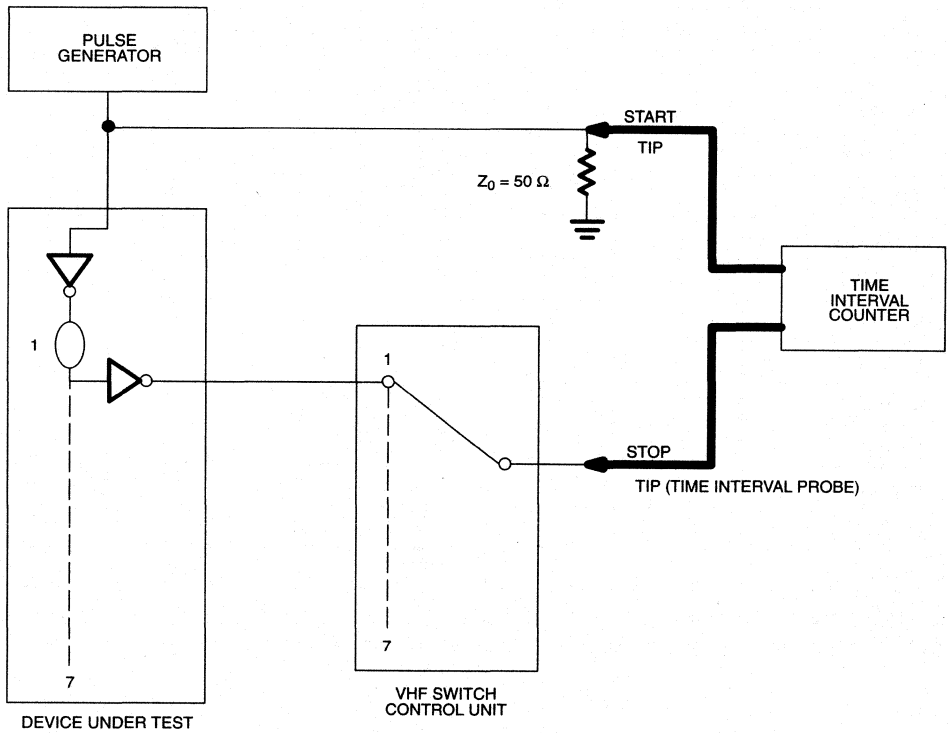 PULSE
GENERATOR
START
TIP
Z0 = 50 Ω
TIME
INTERVAL
COUNTER
1
1
STOP
TIP (TIME INTERVAL PROBE)
7
7
VHF SWITCH
CONTROL UNIT
DEVICE UNDER TEST